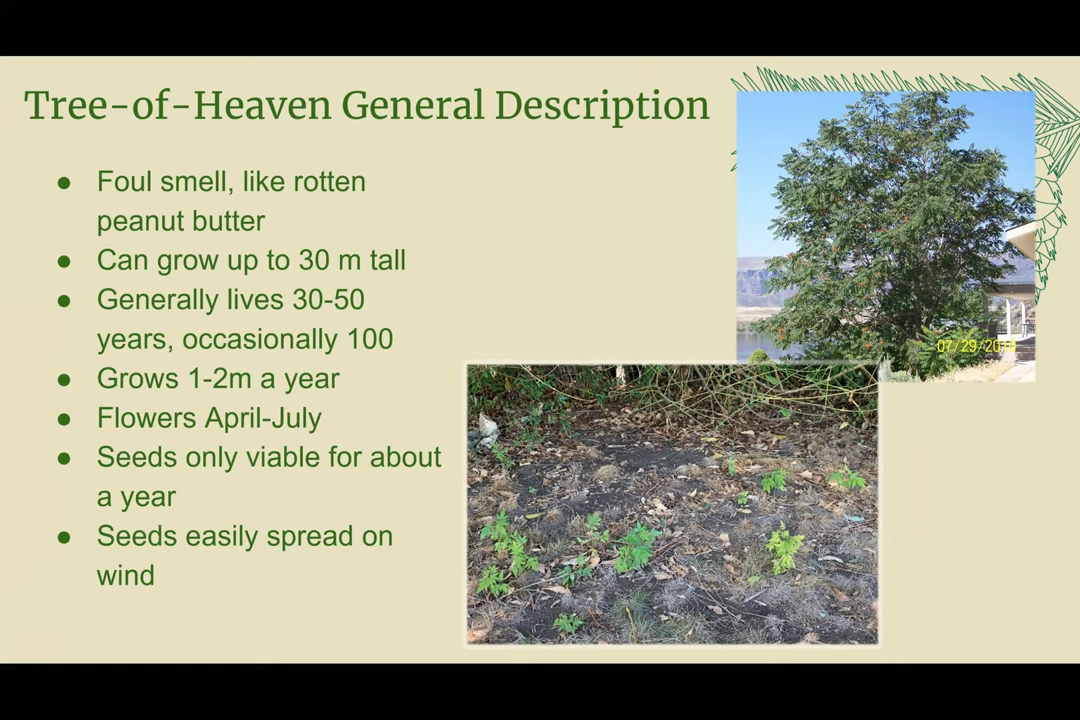 Tree-of-Heaven General Description
● Foul smell, like rotten
peanut butter
● Can grow up to 30 m tall
● Generally lives 30-50
years, occasionally 100
● Grows 1-2m a year
● Flowers April-July
● Seeds only viable for about
a year
● Seeds easily spread on
wind